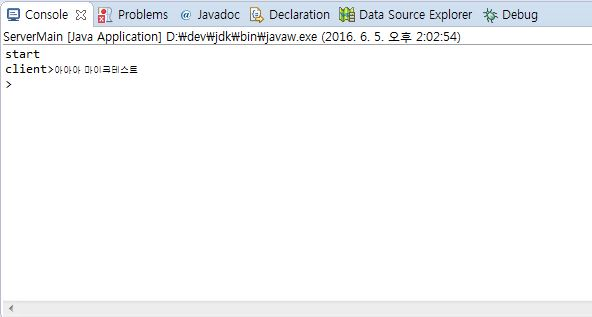 Console Problems @ Javadoc Declaration Data Source Explorer Debug
ServerMain [Java Application] D:₩dev₩jdk₩bin₩javaw.exe (2016. 6. 5. 오후 2:02:54)
start
client>아아아 마이크테스트
>